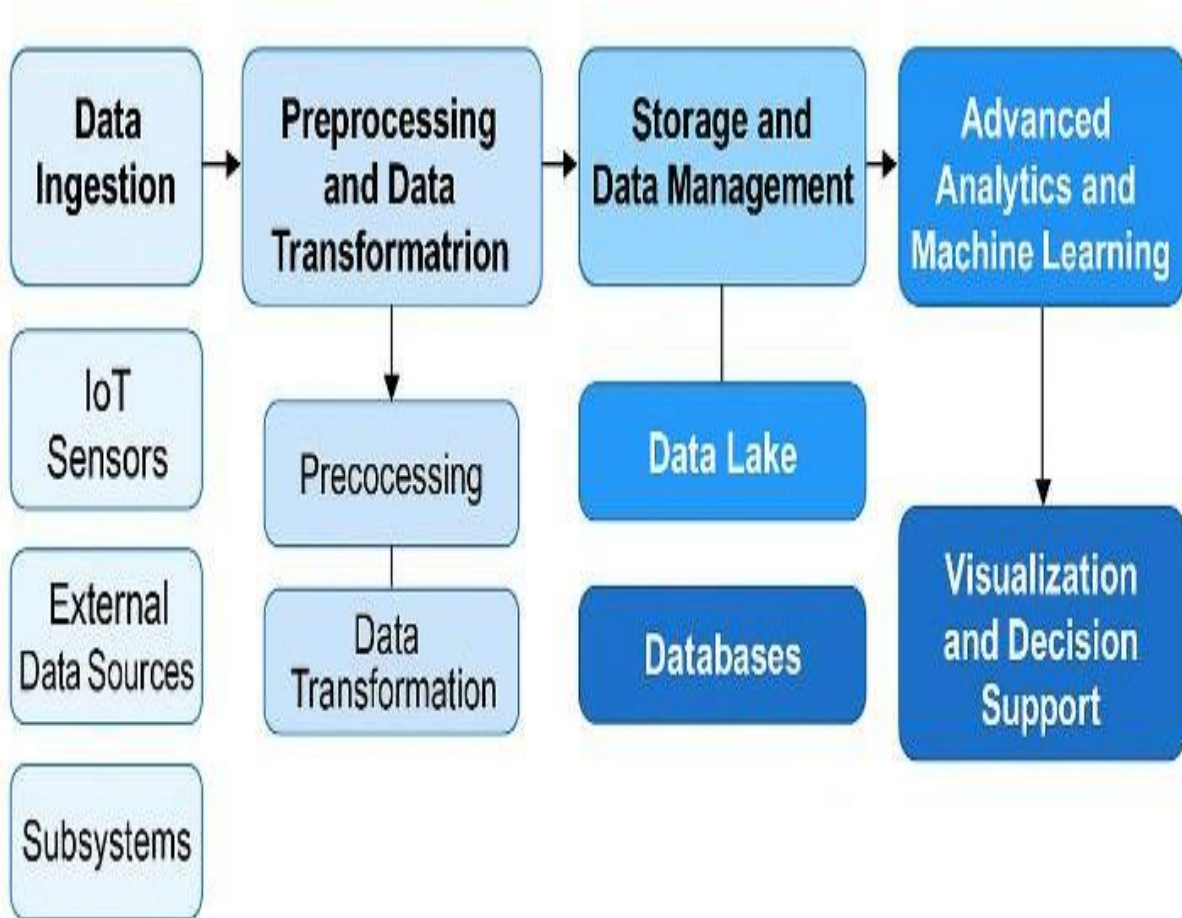 Data
Ingestion
Preprocessing
and Data
Transformatrion
Storage and
Data Management
Advanced
Analytics and
Machine Learning
IoT
Sensors
External
Data Sources
Subsystems
Precocessing
Data
Transformation
Data Lake
Databases
Visualization
and Decision
Support